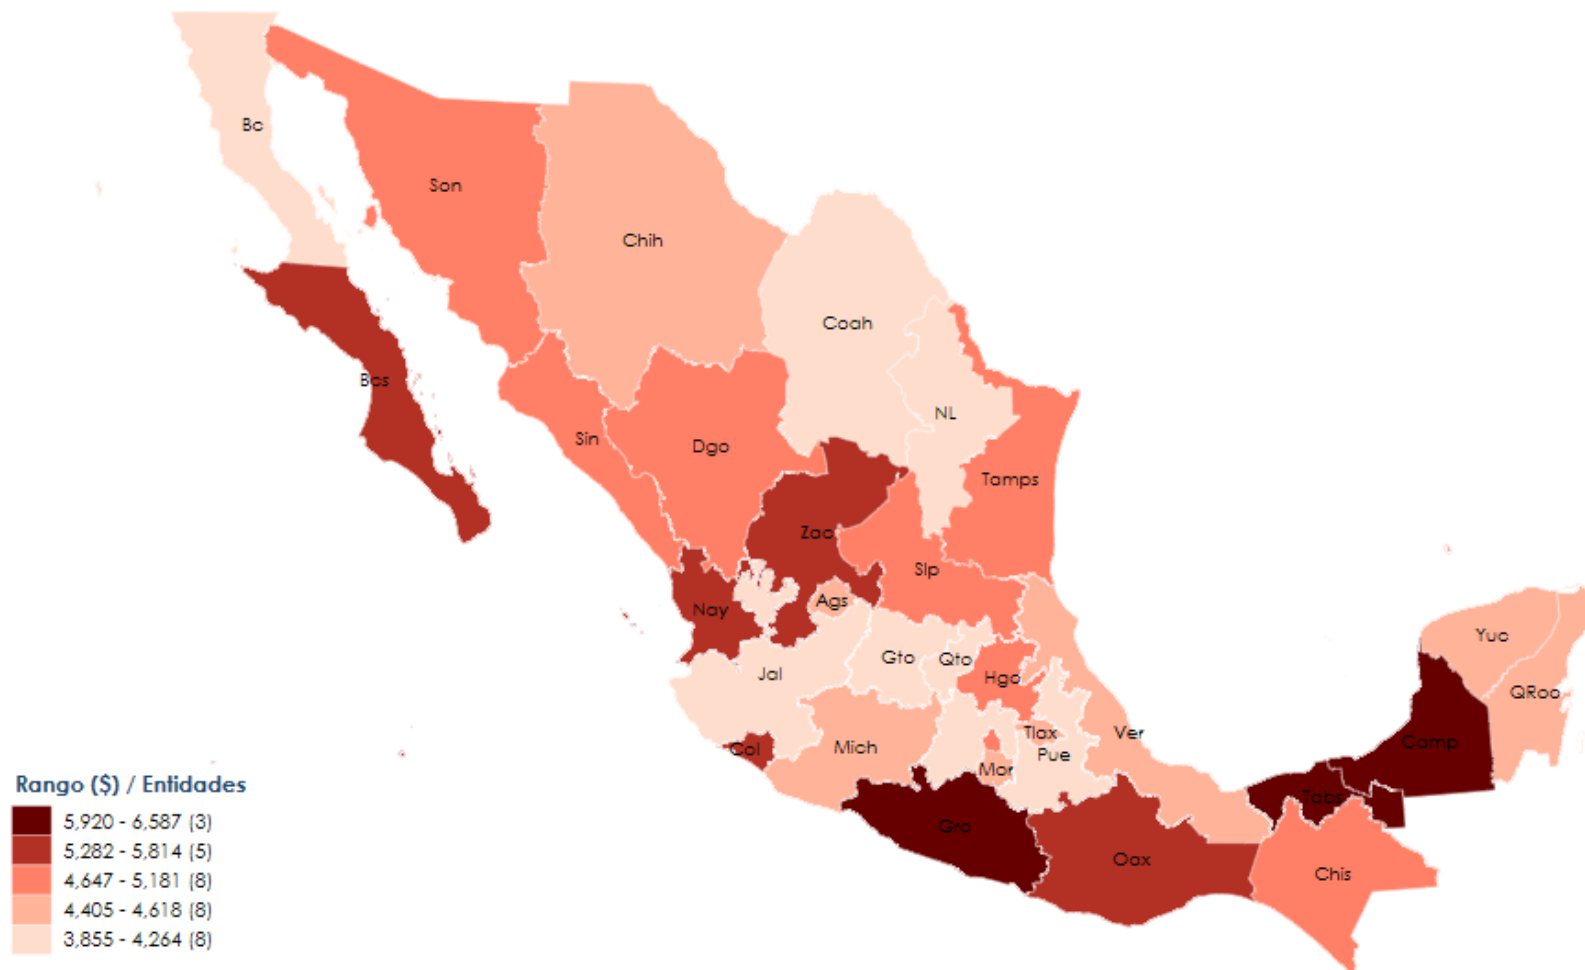 Bc
Son
Chih
Coah
Bcs
NL
Sin
Dgo
Tamps
Zac
Slp
Nay
Ags
Yuc
Gto
Qto
Jal
Hgo
QRoo
Col
Mich
Tlax
Ver
Camp
Pue
Mor
Tabs
Gro
Oax
Chis
Rango ($) / Entidades
5,920 - 6,587 (3)
5,282 - 5,814 (5)
4,647 - 5,181 (8)
4,405 - 4,618 (8)
3,855 - 4,264 (8)